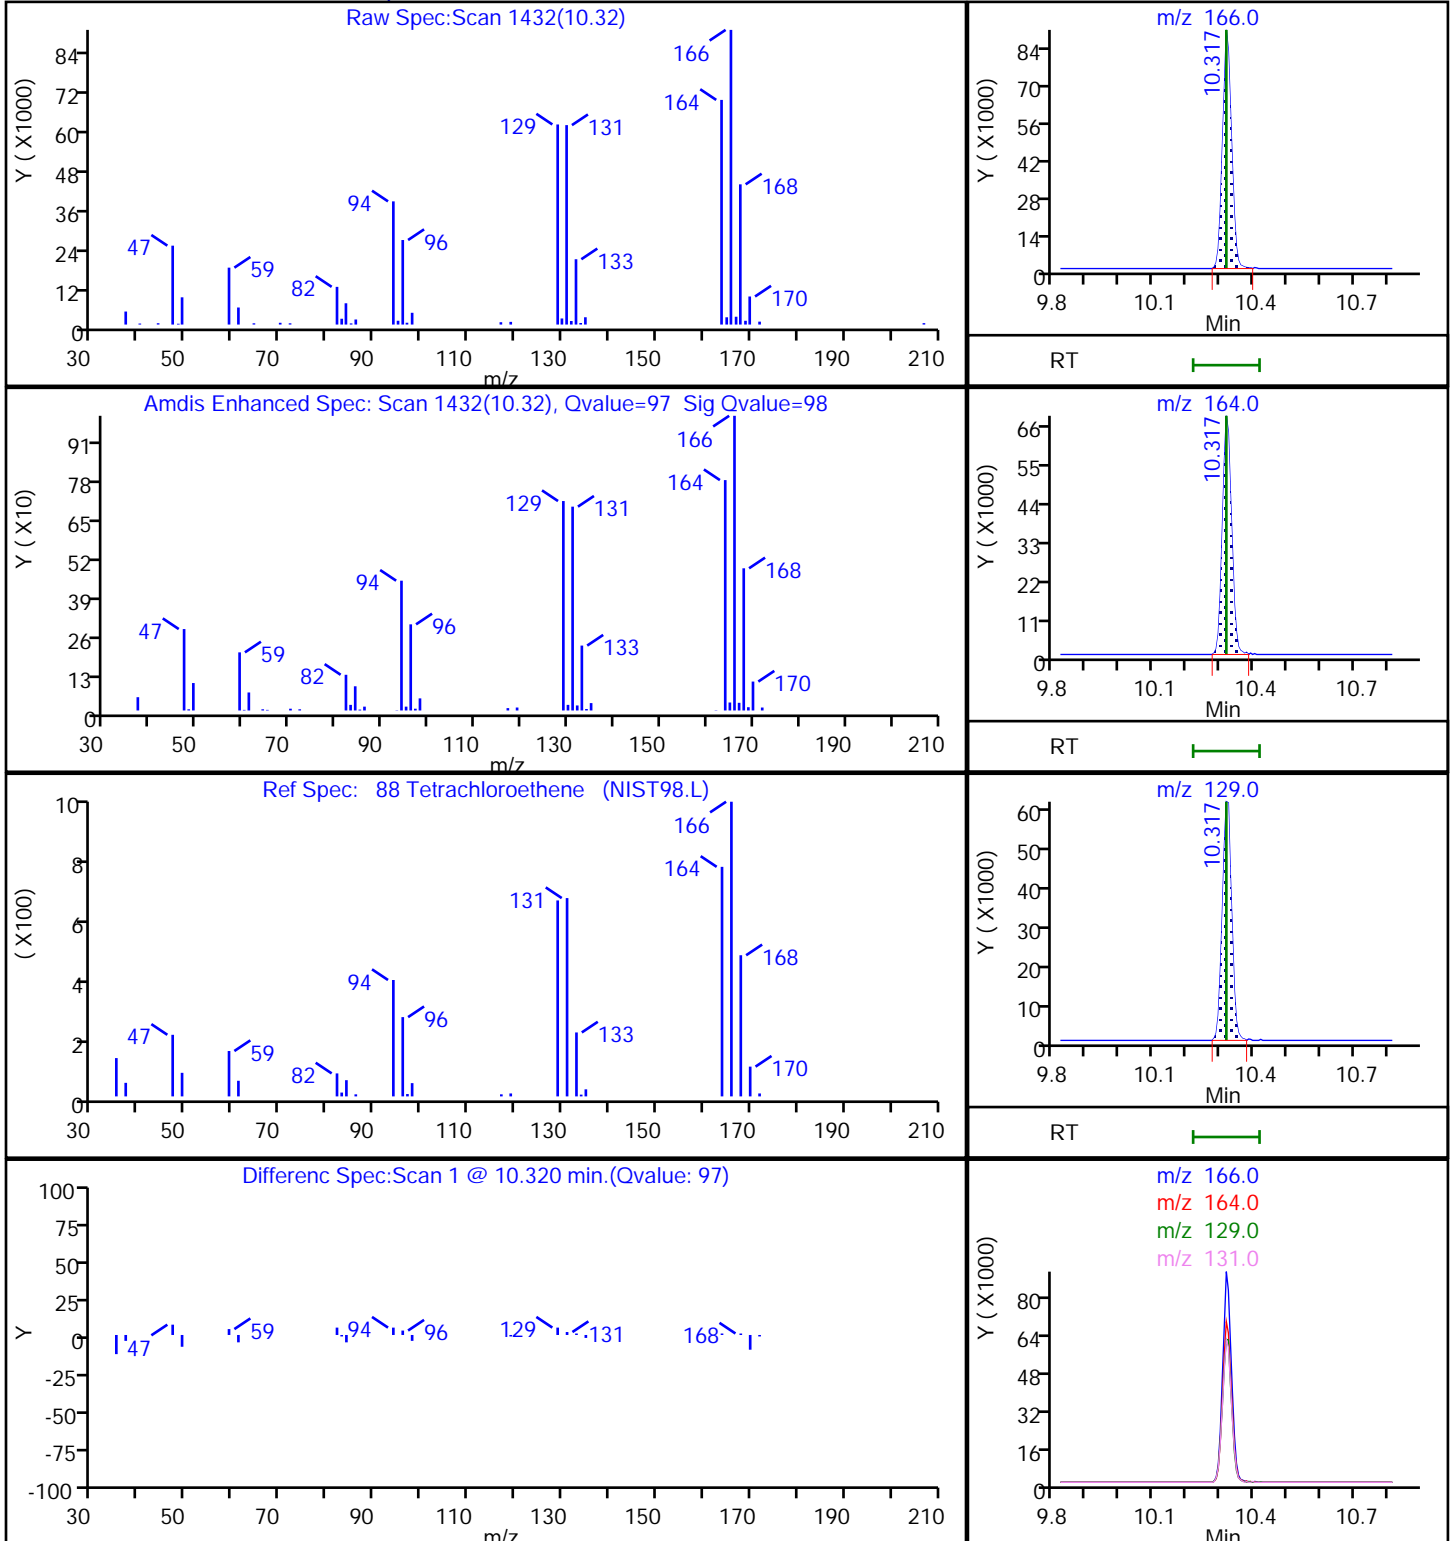 Raw Spec:Scan 1432(10.32)
Y ( X1000)
84
72
60
48
36
24
12
0
166
164
129
131
168
94
96
47
59
82
133
170
30 50 70 90 110 130 150 170 190 210
m/z
m/z 166.0
Y ( X1000)
84
70
56
42
28
14
0
10.317
9.8 10.1 10.4 10.7
Min
RT
Amdis Enhanced Spec: Scan 1432(10.32), Qvalue=97 Sig Qvalue=98
Y ( X10)
91
78
65
52
39
26
13
0
166
164
129
131
168
94
96
47
59
82
133
170
30 50 70 90 110 130 150 170 190 210
m/z
m/z 164.0
Y ( X1000)
66
55
44
33
22
11
0
10.317
9.8 10.1 10.4 10.7
Min
RT
Ref Spec: 88 Tetrachloroethene (NIST98.L)
( X100)
10
8
6
4
2
0
166
164
131
168
94
96
47
59
82
133
170
30 50 70 90 110 130 150 170 190 210
m/z 129.0
Y ( X1000)
60
50
40
30
20
10
0
10.317
9.8 10.1 10.4 10.7
Min
RT
Differenc Spec:Scan 1 @ 10.320 min.(Qvalue: 97)
Y
100
75
50
25
0
-25
-50
-75
-100
47
59
94
96
129
131
168
30 50 70 90 110 130 150 170 190 210
m/z
m/z 166.0
m/z 164.0
m/z 129.0
m/z 131.0
Y ( X1000)
80
64
48
32
16
0
9.8 10.1 10.4 10.7
Min